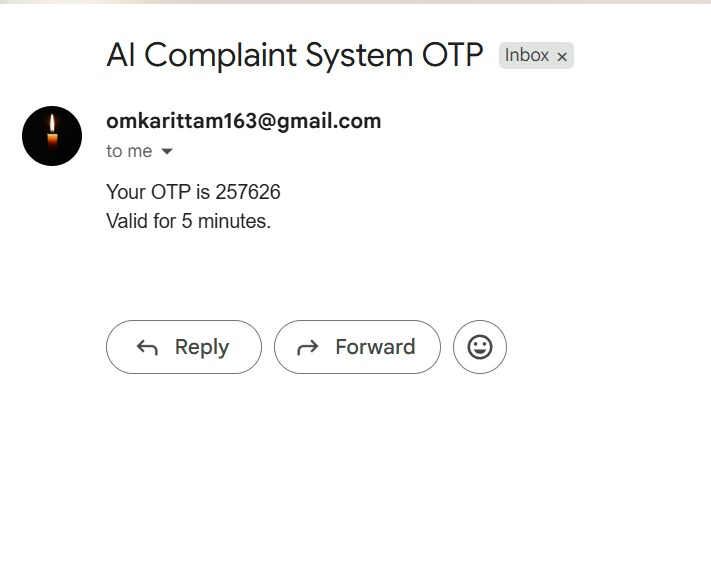 AI Complaint System OTP Inbox x
omkarittam163@gmail.com
to me
Your OTP is 257626
Valid for 5 minutes.
Reply Forward